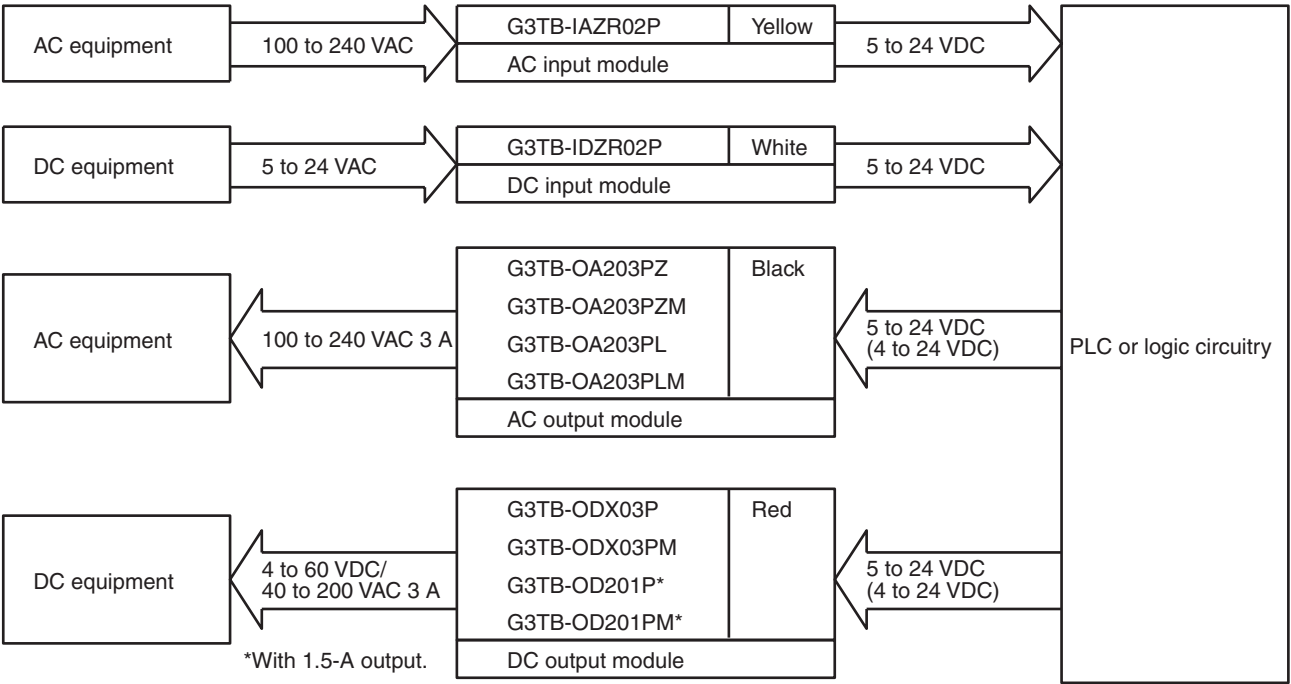 AC equipment
100 to 240 VAC
G3TB-IAZR02P
Yellow
AC input module
5 to 24 VDC
DC equipment
5 to 24 VAC
G3TB-IDZR02P
White
DC input module
5 to 24 VDC
AC equipment
100 to 240 VAC 3 A
G3TB-OA203PZ
G3TB-OA203PZM
G3TB-OA203PL
G3TB-OA203PLM
Black
AC output module
5 to 24 VDC
(4 to 24 VDC)
PLC or logic circuitry
DC equipment
4 to 60 VDC/
40 to 200 VAC 3 A
*With 1.5-A output.
G3TB-ODX03P
G3TB-ODX03PM
G3TB-OD201P*
G3TB-OD201PM*
Red
DC output module
5 to 24 VDC
(4 to 24 VDC)